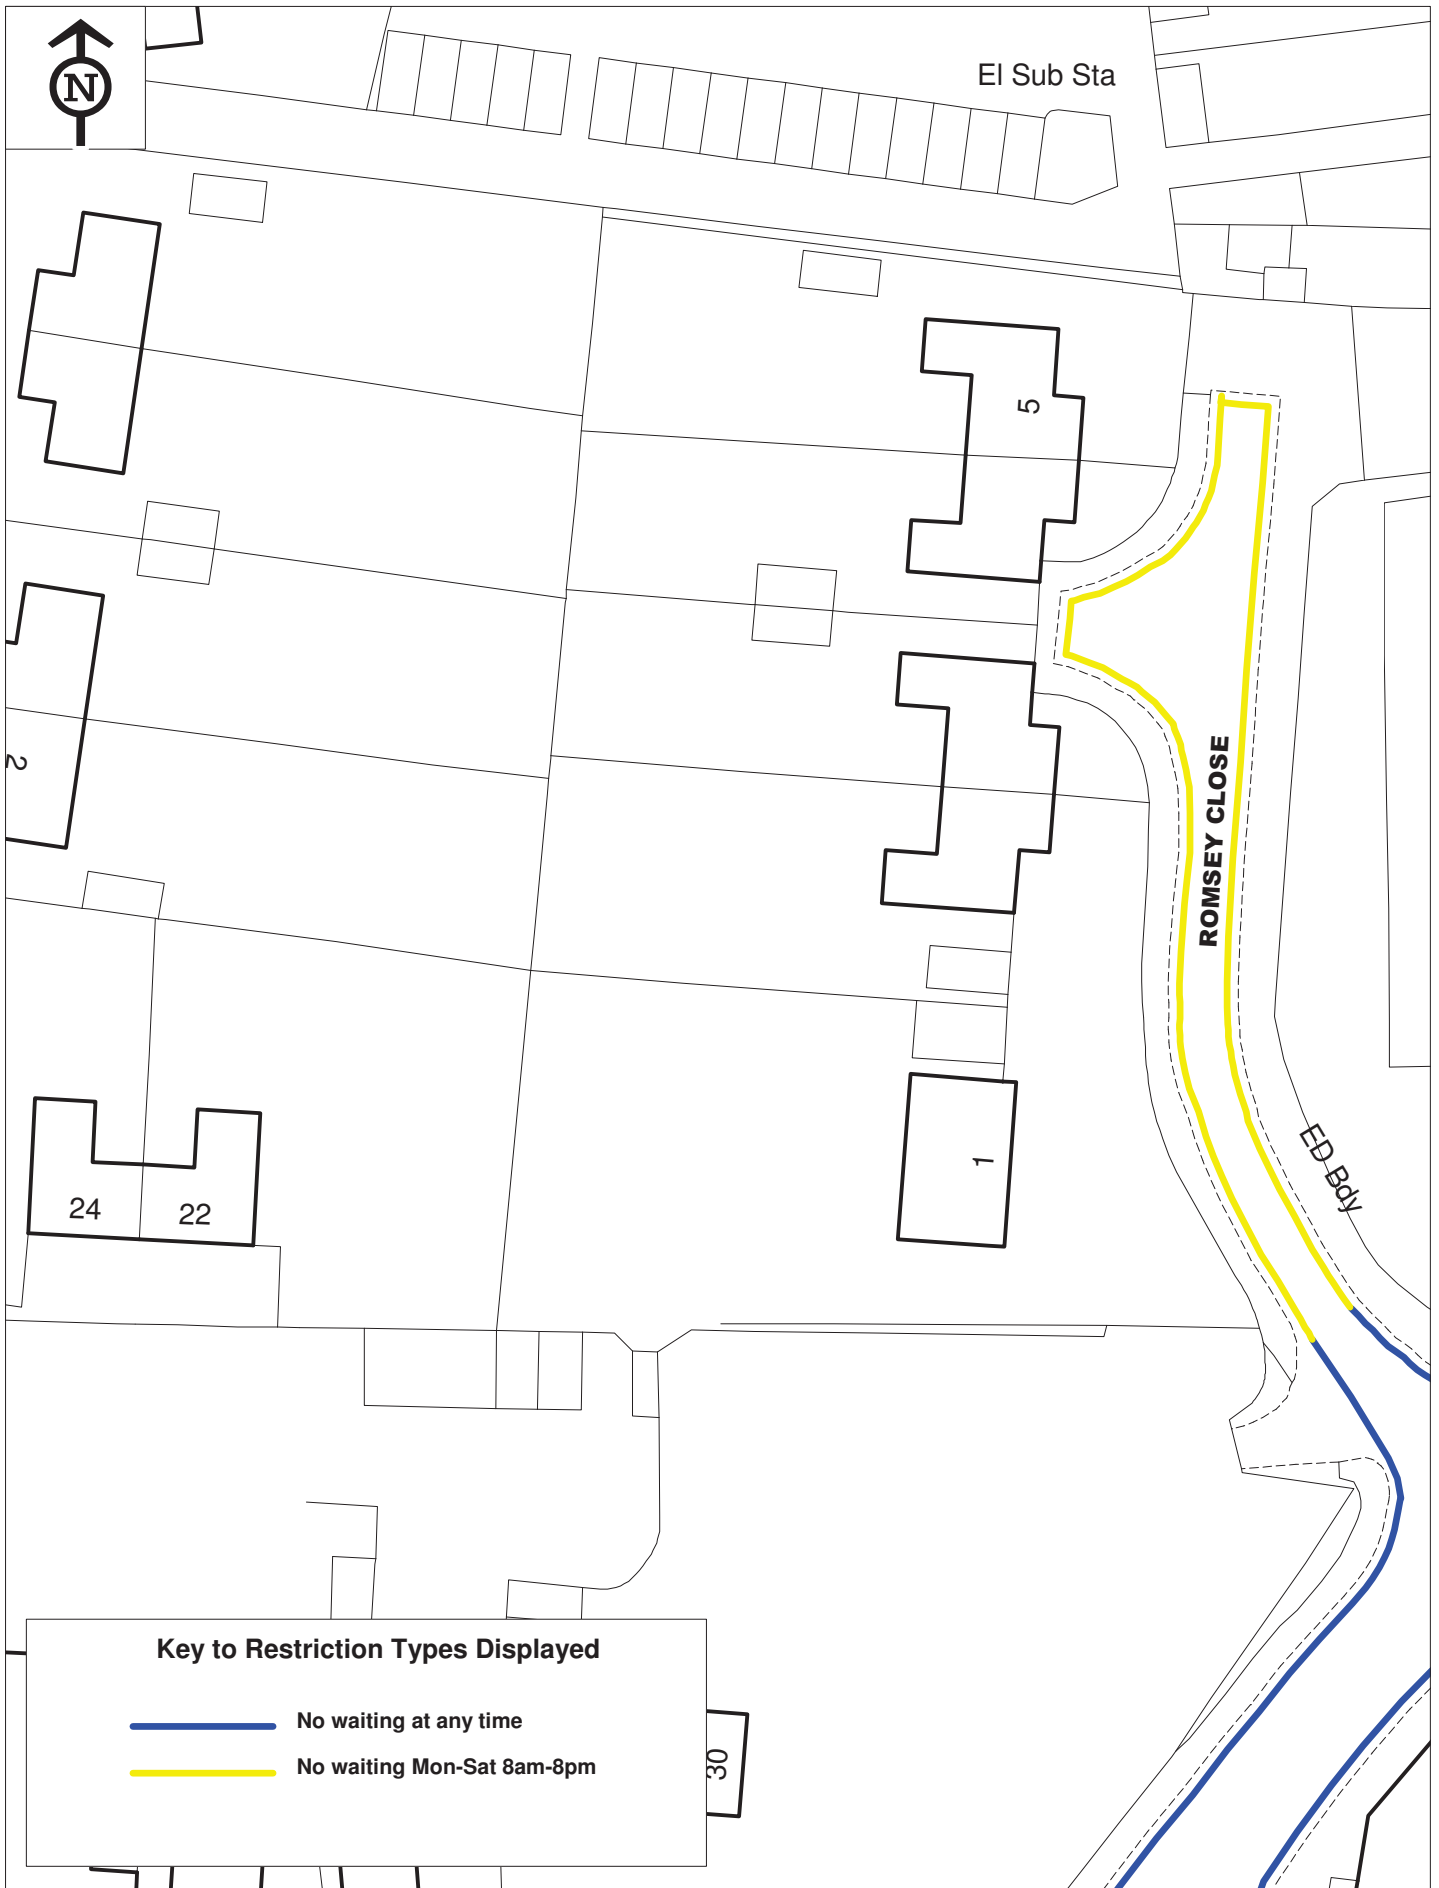 N
El Sub Sta
5
2
ROMSEY CLOSE
ED Bdy
1
24
22
Key to Restriction Types Displayed
No waiting at any time
No waiting Mon-Sat 8am-8pm
30